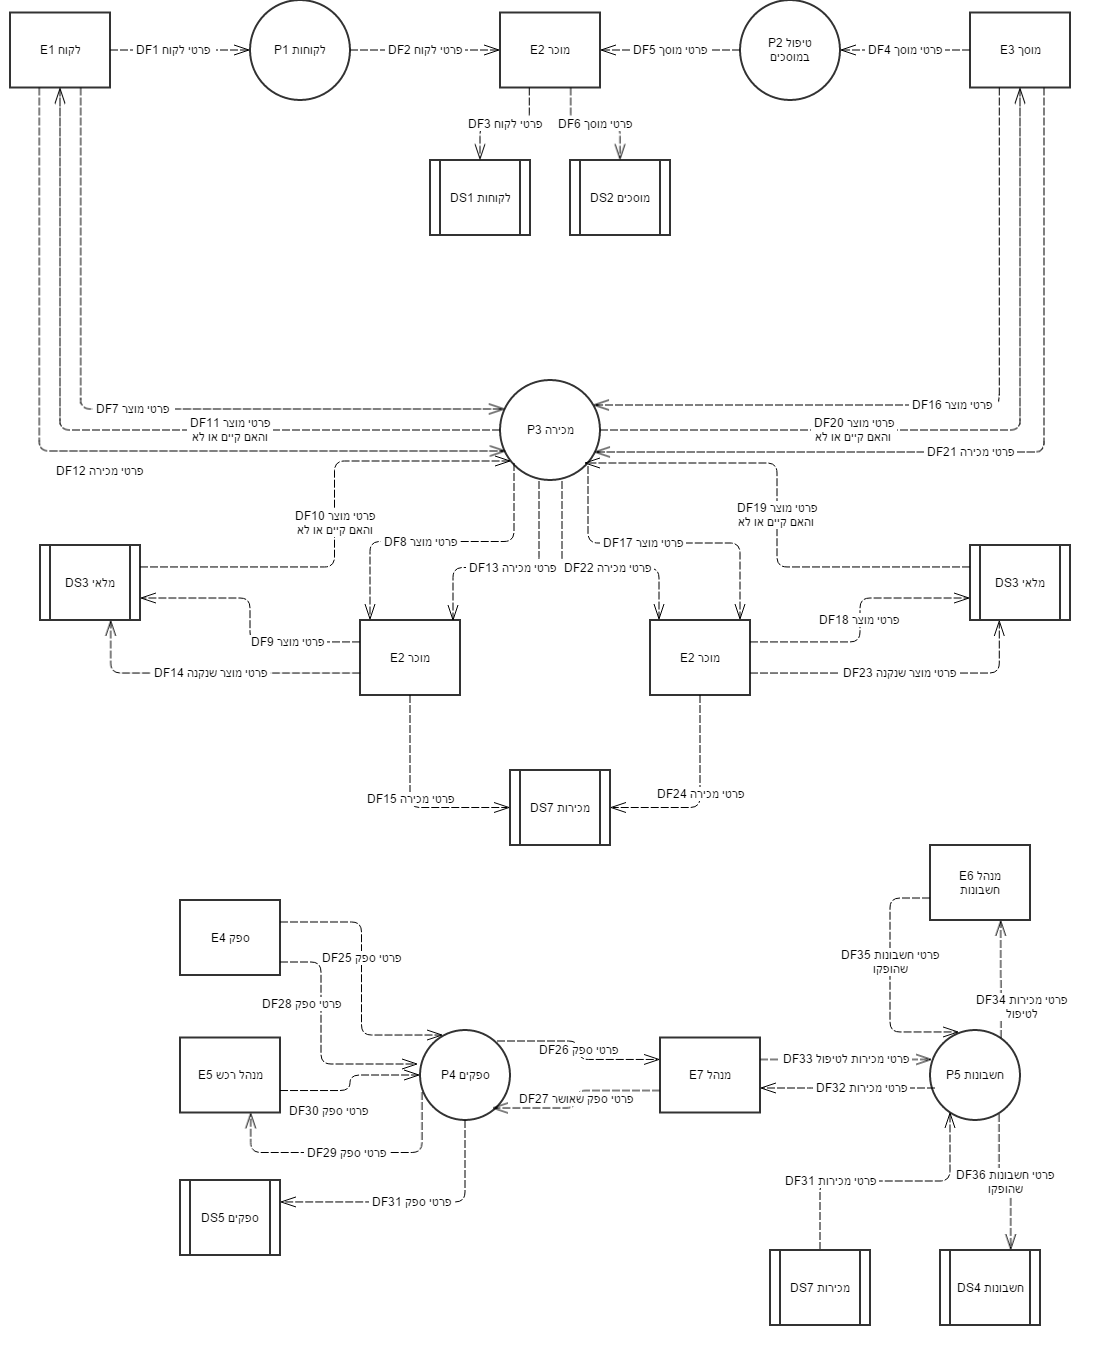 לקוח E1
פרטי לקוח DF1
לקוחות P1
פרטי לקוח DF2
מוכר E2
פרטי מוסך DF5
טיפול P2
במוסכים
פרטי מוסך DF4
מוסך E3
פרטי לקוח DF3
פרטי מוסך DF6
לקוחות DS1
מוסכים DS2
פרטי מוצר DF7
פרטי מוצר DF11
והאם קיים או לא
פרטי מכירה DF12
מכירה P3
פרטי מוצר DF16
פרטי מוצר DF20
והאם קיים או לא
פרטי מכירה DF21
פרטי מוצר DF10
והאם קיים או לא
פרטי מוצר DF8
פרטי מכירה DF13
פרטי מכירה DF22
פרטי מוצר DF17
פרטי מוצר DF19
והאם קיים או לא
מלאי DS3
מלאי DS3
פרטי מוצר DF9
פרטי מוצר שנקנה DF14
מוכר E2
מוכר E2
פרטי מוצר DF18
פרטי מוצר שנקנה DF23
פרטי מכירה DF15
מכירות DS7
פרטי מכירה DF24
מנהל E6
חשבונות
ספק E4
פרטי ספק DF25
פרטי ספק DF28
פרטי חשבונות DF35
שהופקו
פרטי מכירות DF34
לטיפול
מנהל רכש E5
פרטי ספק DF30
פרטי ספק DF29
ספקים P4
פרטי ספק DF26
פרטי ספק שאושר DF27
מנהל E7
פרטי מכירות לטיפול DF33
פרטי מכירות DF32
חשבונות P5
ספקים DS5
פרטי ספק DF31
פרטי מכירות DF31
פרטי חשבונות DF36
שהופקו
מכירות DS7
חשבונות DS4